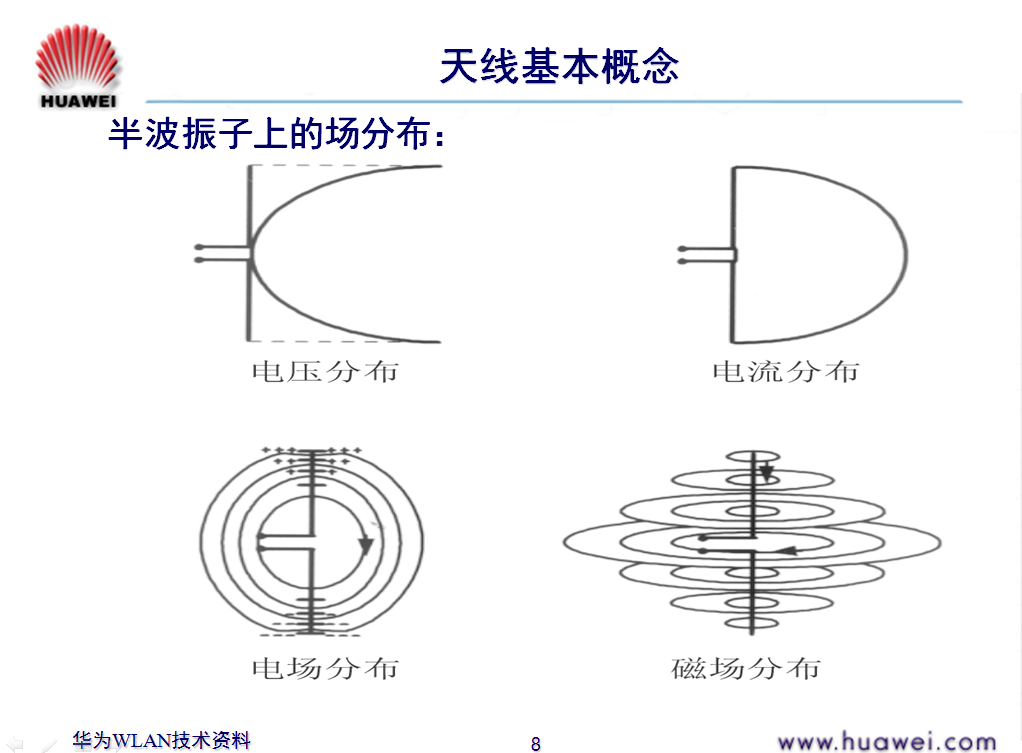 天线基本概念
HUAWEI
半波振子上的场分布：
电压分布
电流分布
电场分布
磁场分布
华为WLAN技术资料
8
www.huawei.com